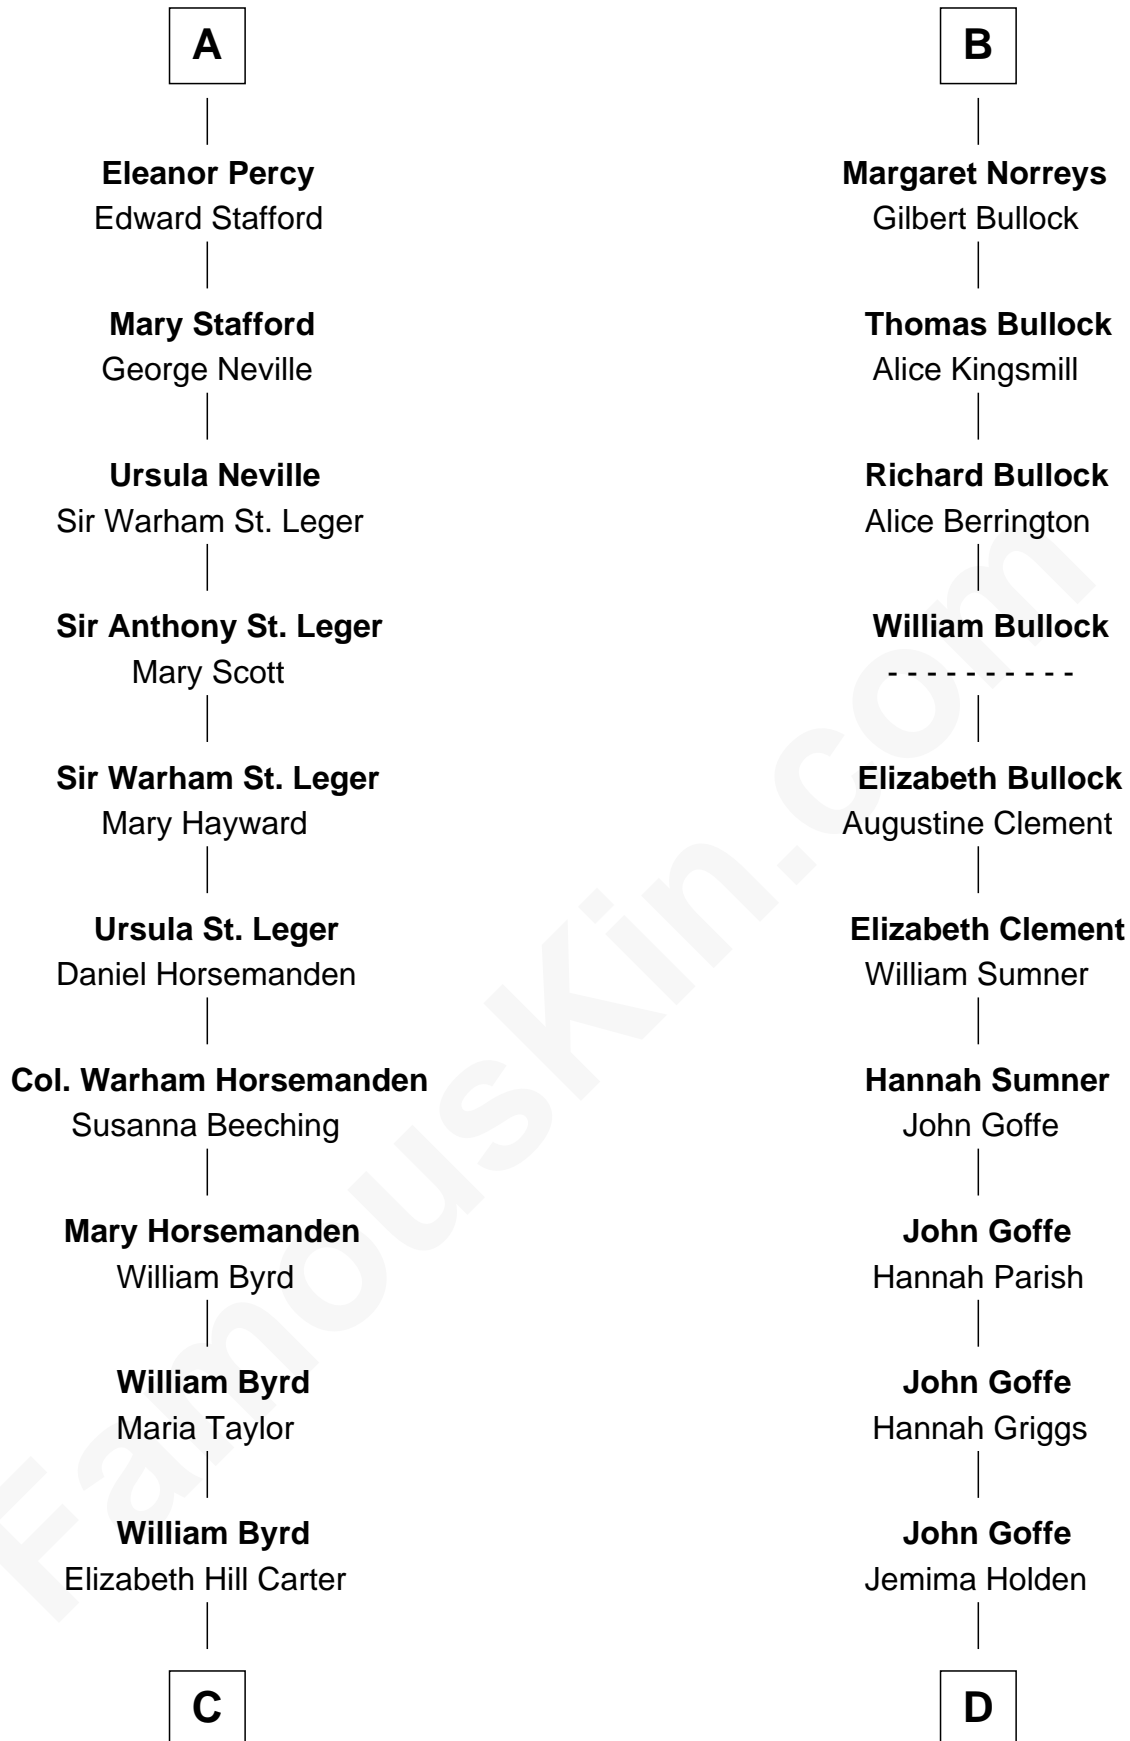 A
Eleanor Percy
Edward Stafford
Mary Stafford
George Neville
Ursula Neville
Sir Warham St. Leger
Sir Anthony St. Leger
Mary Scott
Sir Warham St. Leger
Mary Hayward
Ursula St. Leger
Daniel Horsemanden
Col. Warham Horsemanden
Susanna Beeching
Mary Horsemanden
William Byrd
William Byrd
Maria Taylor
William Byrd
Elizabeth Hill Carter
C
B
Margaret Norreys
Gilbert Bullock
Thomas Bullock
Alice Kingsmill
Richard Bullock
Alice Berrington
William Bullock
- - - - - - - - - -
Elizabeth Bullock
Augustine Clement
Elizabeth Clement
William Sumner
Hannah Sumner
John Goffe
John Goffe
Hannah Parish
John Goffe
Hannah Griggs
John Goffe
Jemima Holden
D
FamousKin.com